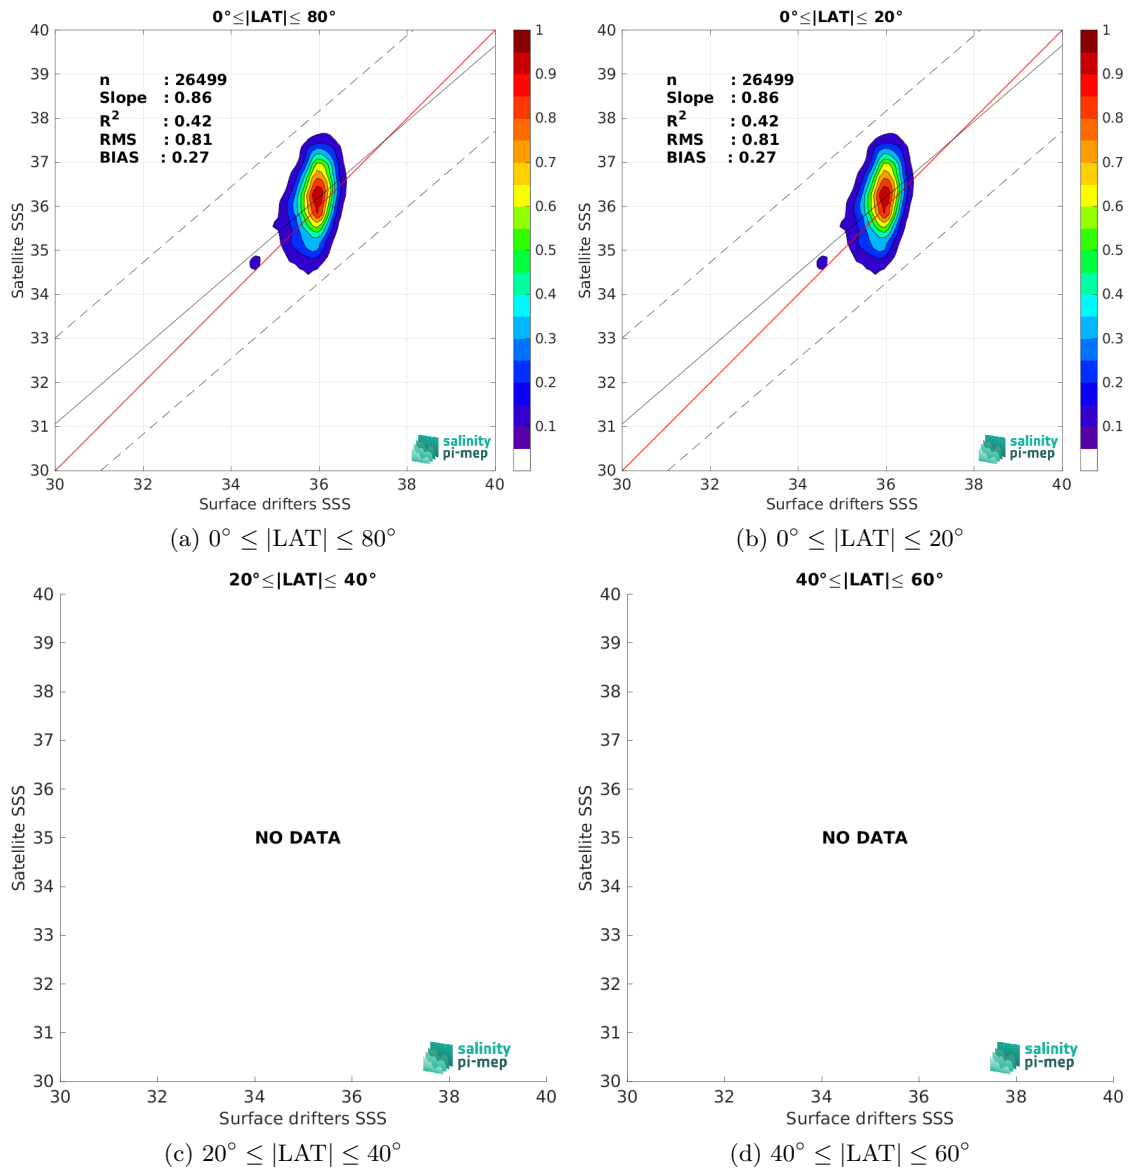 0°≤|LAT|≤ 80°
40
39
38
37
36
35
34
33
32
31
30
Satellite SSS
n : 26499
Slope : 0.86
R² : 0.42
RMS : 0.81
BIAS : 0.27
1
0.9
0.8
0.7
0.6
0.5
0.4
0.3
0.2
0.1
salinity
pi-mep
30 32 34 36 38 40
Surface drifters SSS
(a) 0° ≤ |LAT| ≤ 80°
0°≤|LAT|≤ 20°
40
39
38
37
36
35
34
33
32
31
30
Satellite SSS
n : 26499
Slope : 0.86
R² : 0.42
RMS : 0.81
BIAS : 0.27
1
0.9
0.8
0.7
0.6
0.5
0.4
0.3
0.2
0.1
salinity
pi-mep
30 32 34 36 38 40
Surface drifters SSS
(b) 0° ≤ |LAT| ≤ 20°
20°≤|LAT|≤ 40°
40
39
38
37
36
35
34
33
32
31
30
Satellite SSS
NO DATA
salinity
pi-mep
30 32 34 36 38 40
Surface drifters SSS
(c) 20° ≤ |LAT| ≤ 40°
40°≤|LAT|≤ 60°
40
39
38
37
36
35
34
33
32
31
30
Satellite SSS
NO DATA
salinity
pi-mep
30 32 34 36 38 40
Surface drifters SSS
(d) 40° ≤ |LAT| ≤ 60°